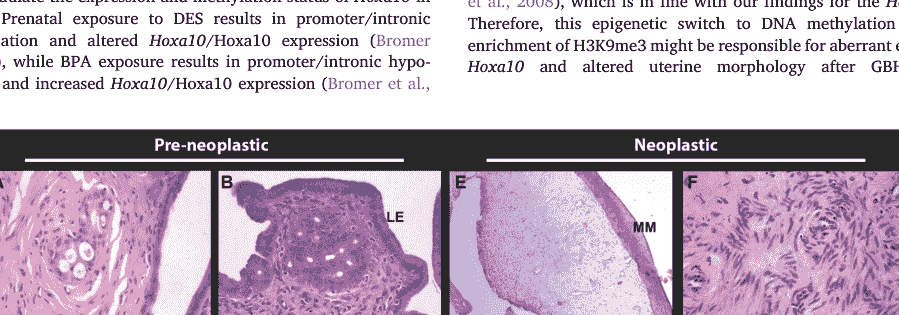 Prenatal exposure to DES results in promoter/intronic
ation and altered Hoxa10/Hoxa10 expression (Bromer
), while BPA exposure results in promoter/intronic hypo-
and increased Hoxa10/Hoxa10 expression (Bromer et al.,
et al., 2008), which is in line with our findings for the
Therefore, this epigenetic switch to DNA methylation
enrichment of H3K9me3 might be responsible for aberrant
Hoxa10 and altered uterine morphology after
Pre-neoplastic
Neoplastic
B
LE
E
MM
F